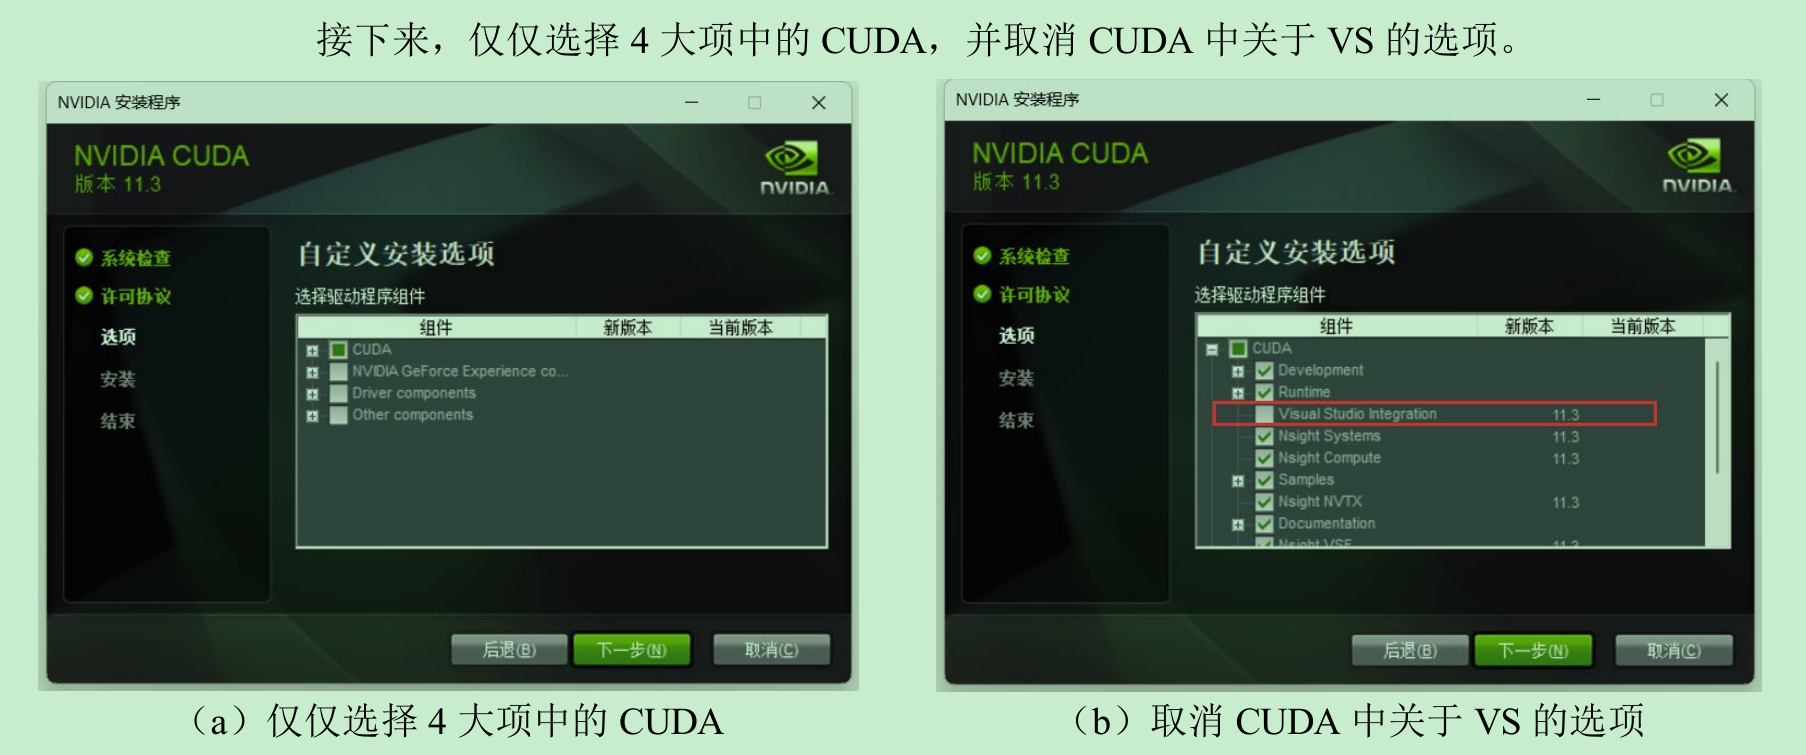 接下来，仅仅选择 4 大项中的 CUDA，并取消 CUDA 中关于 VS 的选项。
NVIDIA 安装程序
NVIDIA CUDA
版本 11.3
NVIDIA.
系统检查
许可协议
选项
安装
结束
自定义安装选项
选择驱动程序组件
组件 新版本 当前版本
CUDA
NVIDIA GeForce Experience co...
Driver components
Other components
后退(B) 下一步(N) 取消(C)
（a）仅仅选择 4 大项中的 CUDA
NVIDIA 安装程序
NVIDIA CUDA
版本 11.3
NVIDIA.
系统检查
许可协议
选项
安装
结束
自定义安装选项
选择驱动程序组件
组件 新版本 当前版本
CUDA
Development
Runtime
Visual Studio Integration 11.3
Nsight Systems 11.3
Nsight Compute 11.3
Samples
Nsight NVTX 11.3
Documentation
Nsight VSE 11.3
后退(B) 下一步(N) 取消(C)
（b）取消 CUDA 中关于 VS 的选项